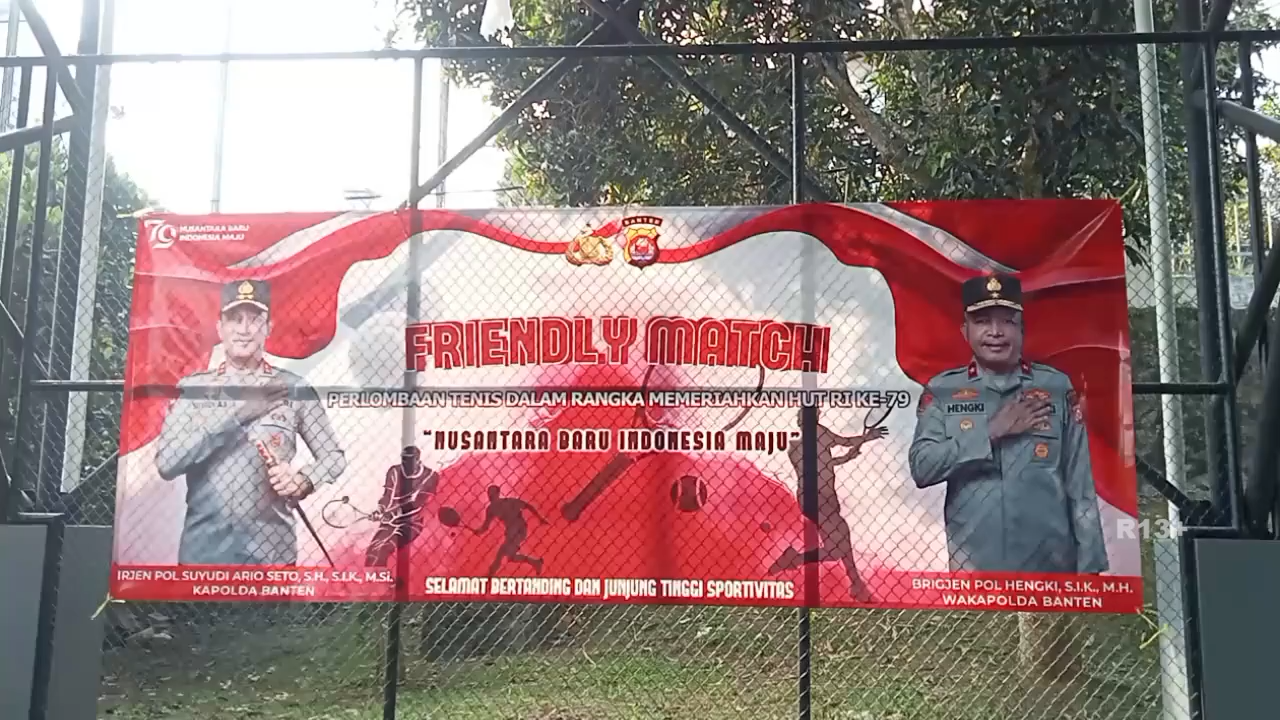 79 NUSANTARA BARU
INDONESIA MAJU
BANTEN
FRIENDLY MATCH
PERLOMBAAN TENIS DALAM RANGKA MEMERIAHKAN HUT RI KE-79
"NUSANTARA BARU INDONESIA MAJU"
HENGKI
SELAMAT BERTANDING DAN JUNJUNG TINGGI SPORTIVITAS
IRJEN POL SUYUDI ARIO SETO, S.H., S.I.K., M.Si.
KAPOLDA BANTEN
BRIGJEN POL HENGKI, S.I.K., M.H.
WAKAPOLDA BANTEN
R13+